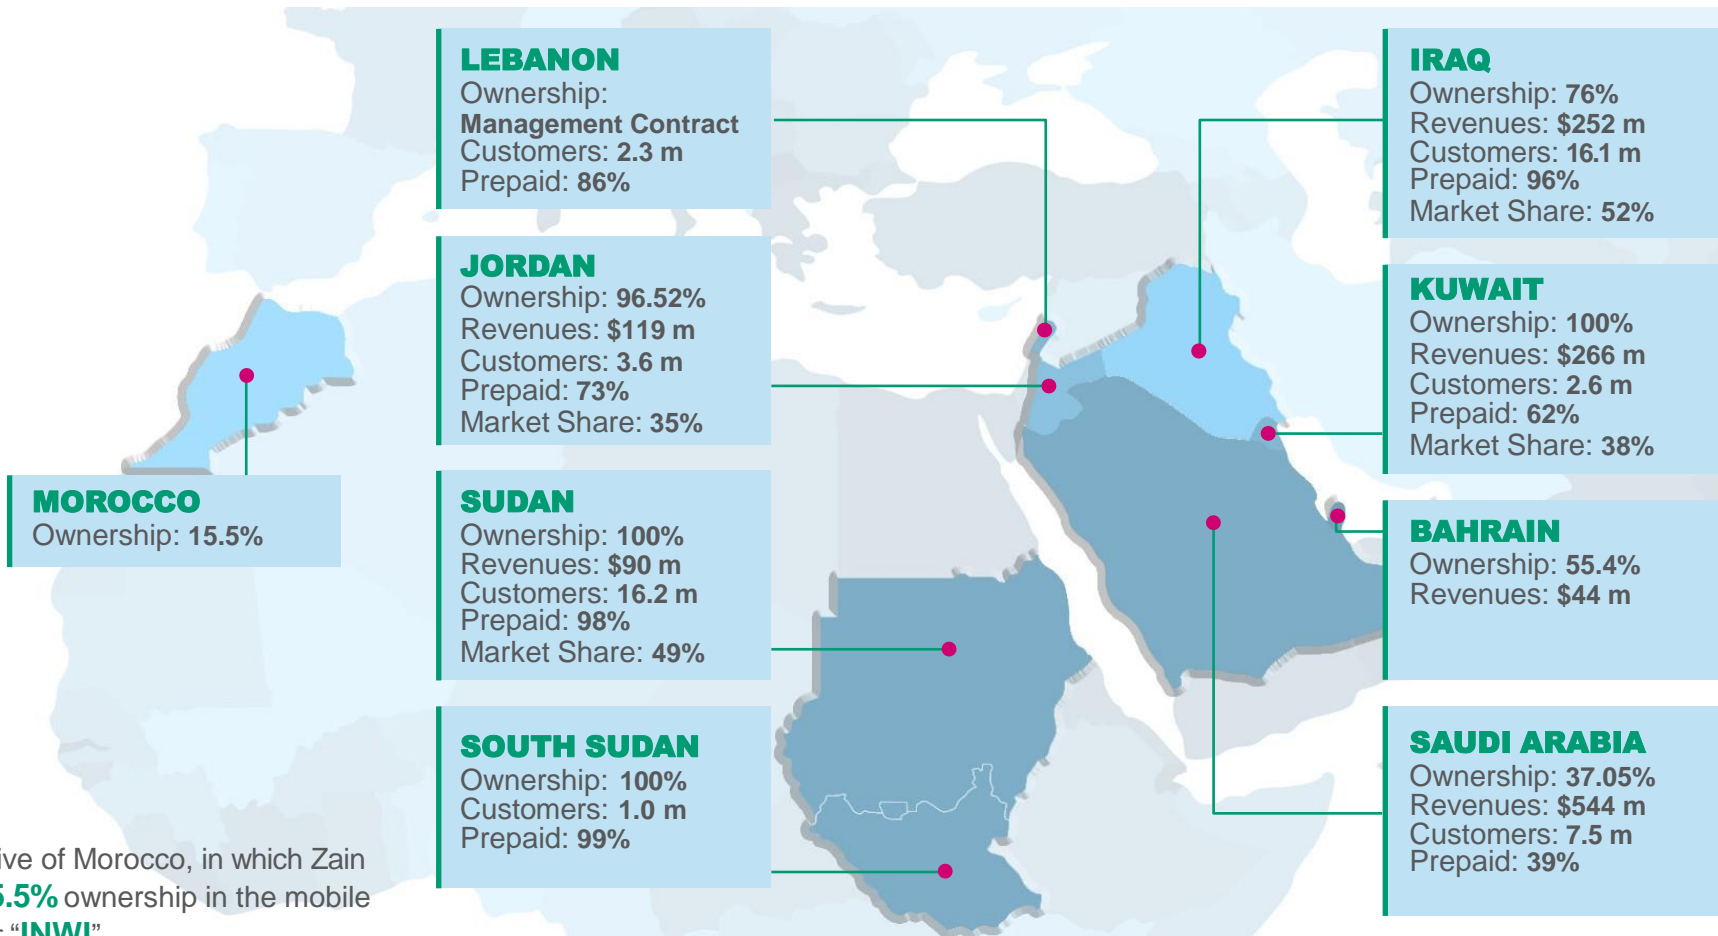 LEBANON
Ownership:
Management Contract
Customers: 2.3 m
Prepaid: 86%
JORDAN
Ownership: 96.52%
Revenues: $119 m
Customers: 3.6 m
Prepaid: 73%
Market Share: 35%
MOROCCO
Ownership: 15.5%
SUDAN
Ownership: 100%
Revenues: $90 m
Customers: 16.2 m
Prepaid: 98%
Market Share: 49%
SOUTH SUDAN
Ownership: 100%
Customers: 1.0 m
Prepaid: 99%
IRAQ
Ownership: 76%
Revenues: $252 m
Customers: 16.1 m
Prepaid: 96%
Market Share: 52%
KUWAIT
Ownership: 100%
Revenues: $266 m
Customers: 2.6 m
Prepaid: 62%
Market Share: 38%
BAHRAIN
Ownership: 55.4%
Revenues: $44 m
SAUDI ARABIA
Ownership: 37.05%
Revenues: $544 m
Customers: 7.5 m
Prepaid: 39%
ive of Morocco, in which Zain
5.5% ownership in the mobile
"INWI"